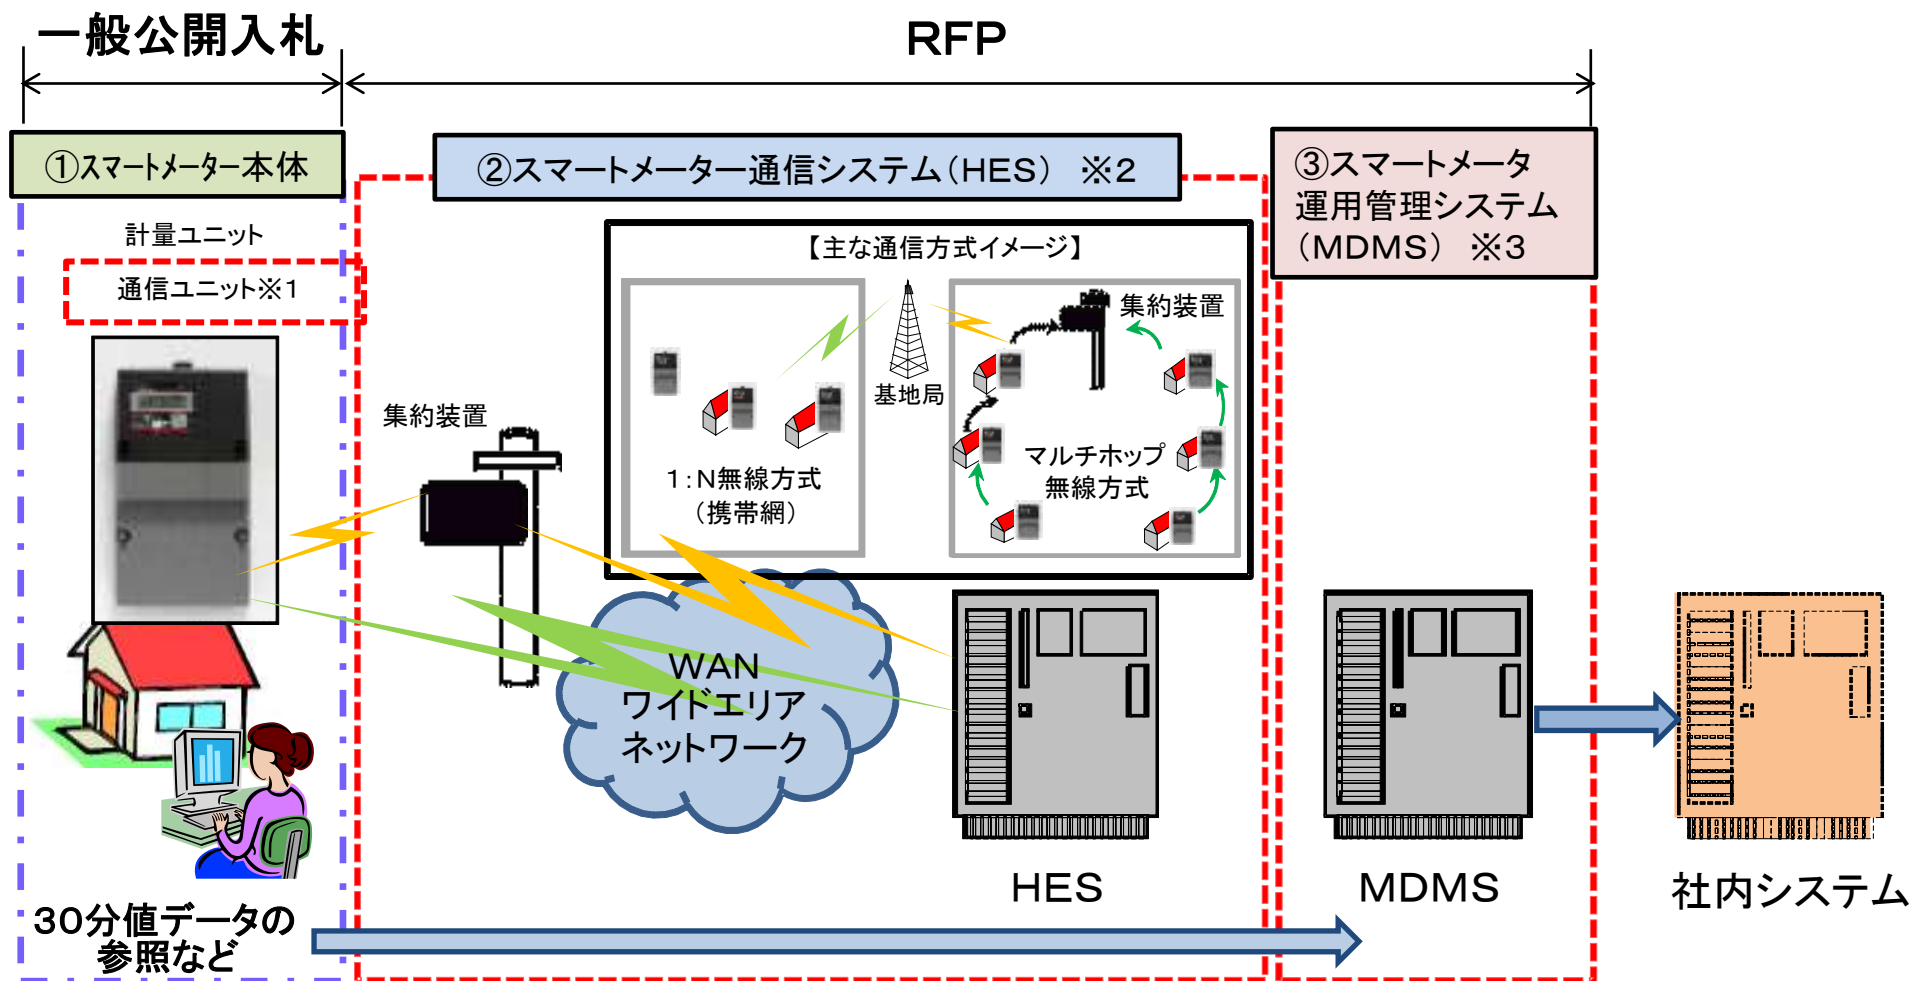 一般公開入札
RFP
①スマートメーター本体
②スマートメーター通信システム(HES) ※2
③スマートメータ
運用管理システム
(MDMS) ※3
計量ユニット
通信ユニット※1
【主な通信方式イメージ】
集約装置
基地局
1:N無線方式
(携帯網)
マルチホップ
無線方式
集約装置
WAN
ワイドエリア
ネットワーク
HES
MDMS
社内システム
30分値データの
参照など